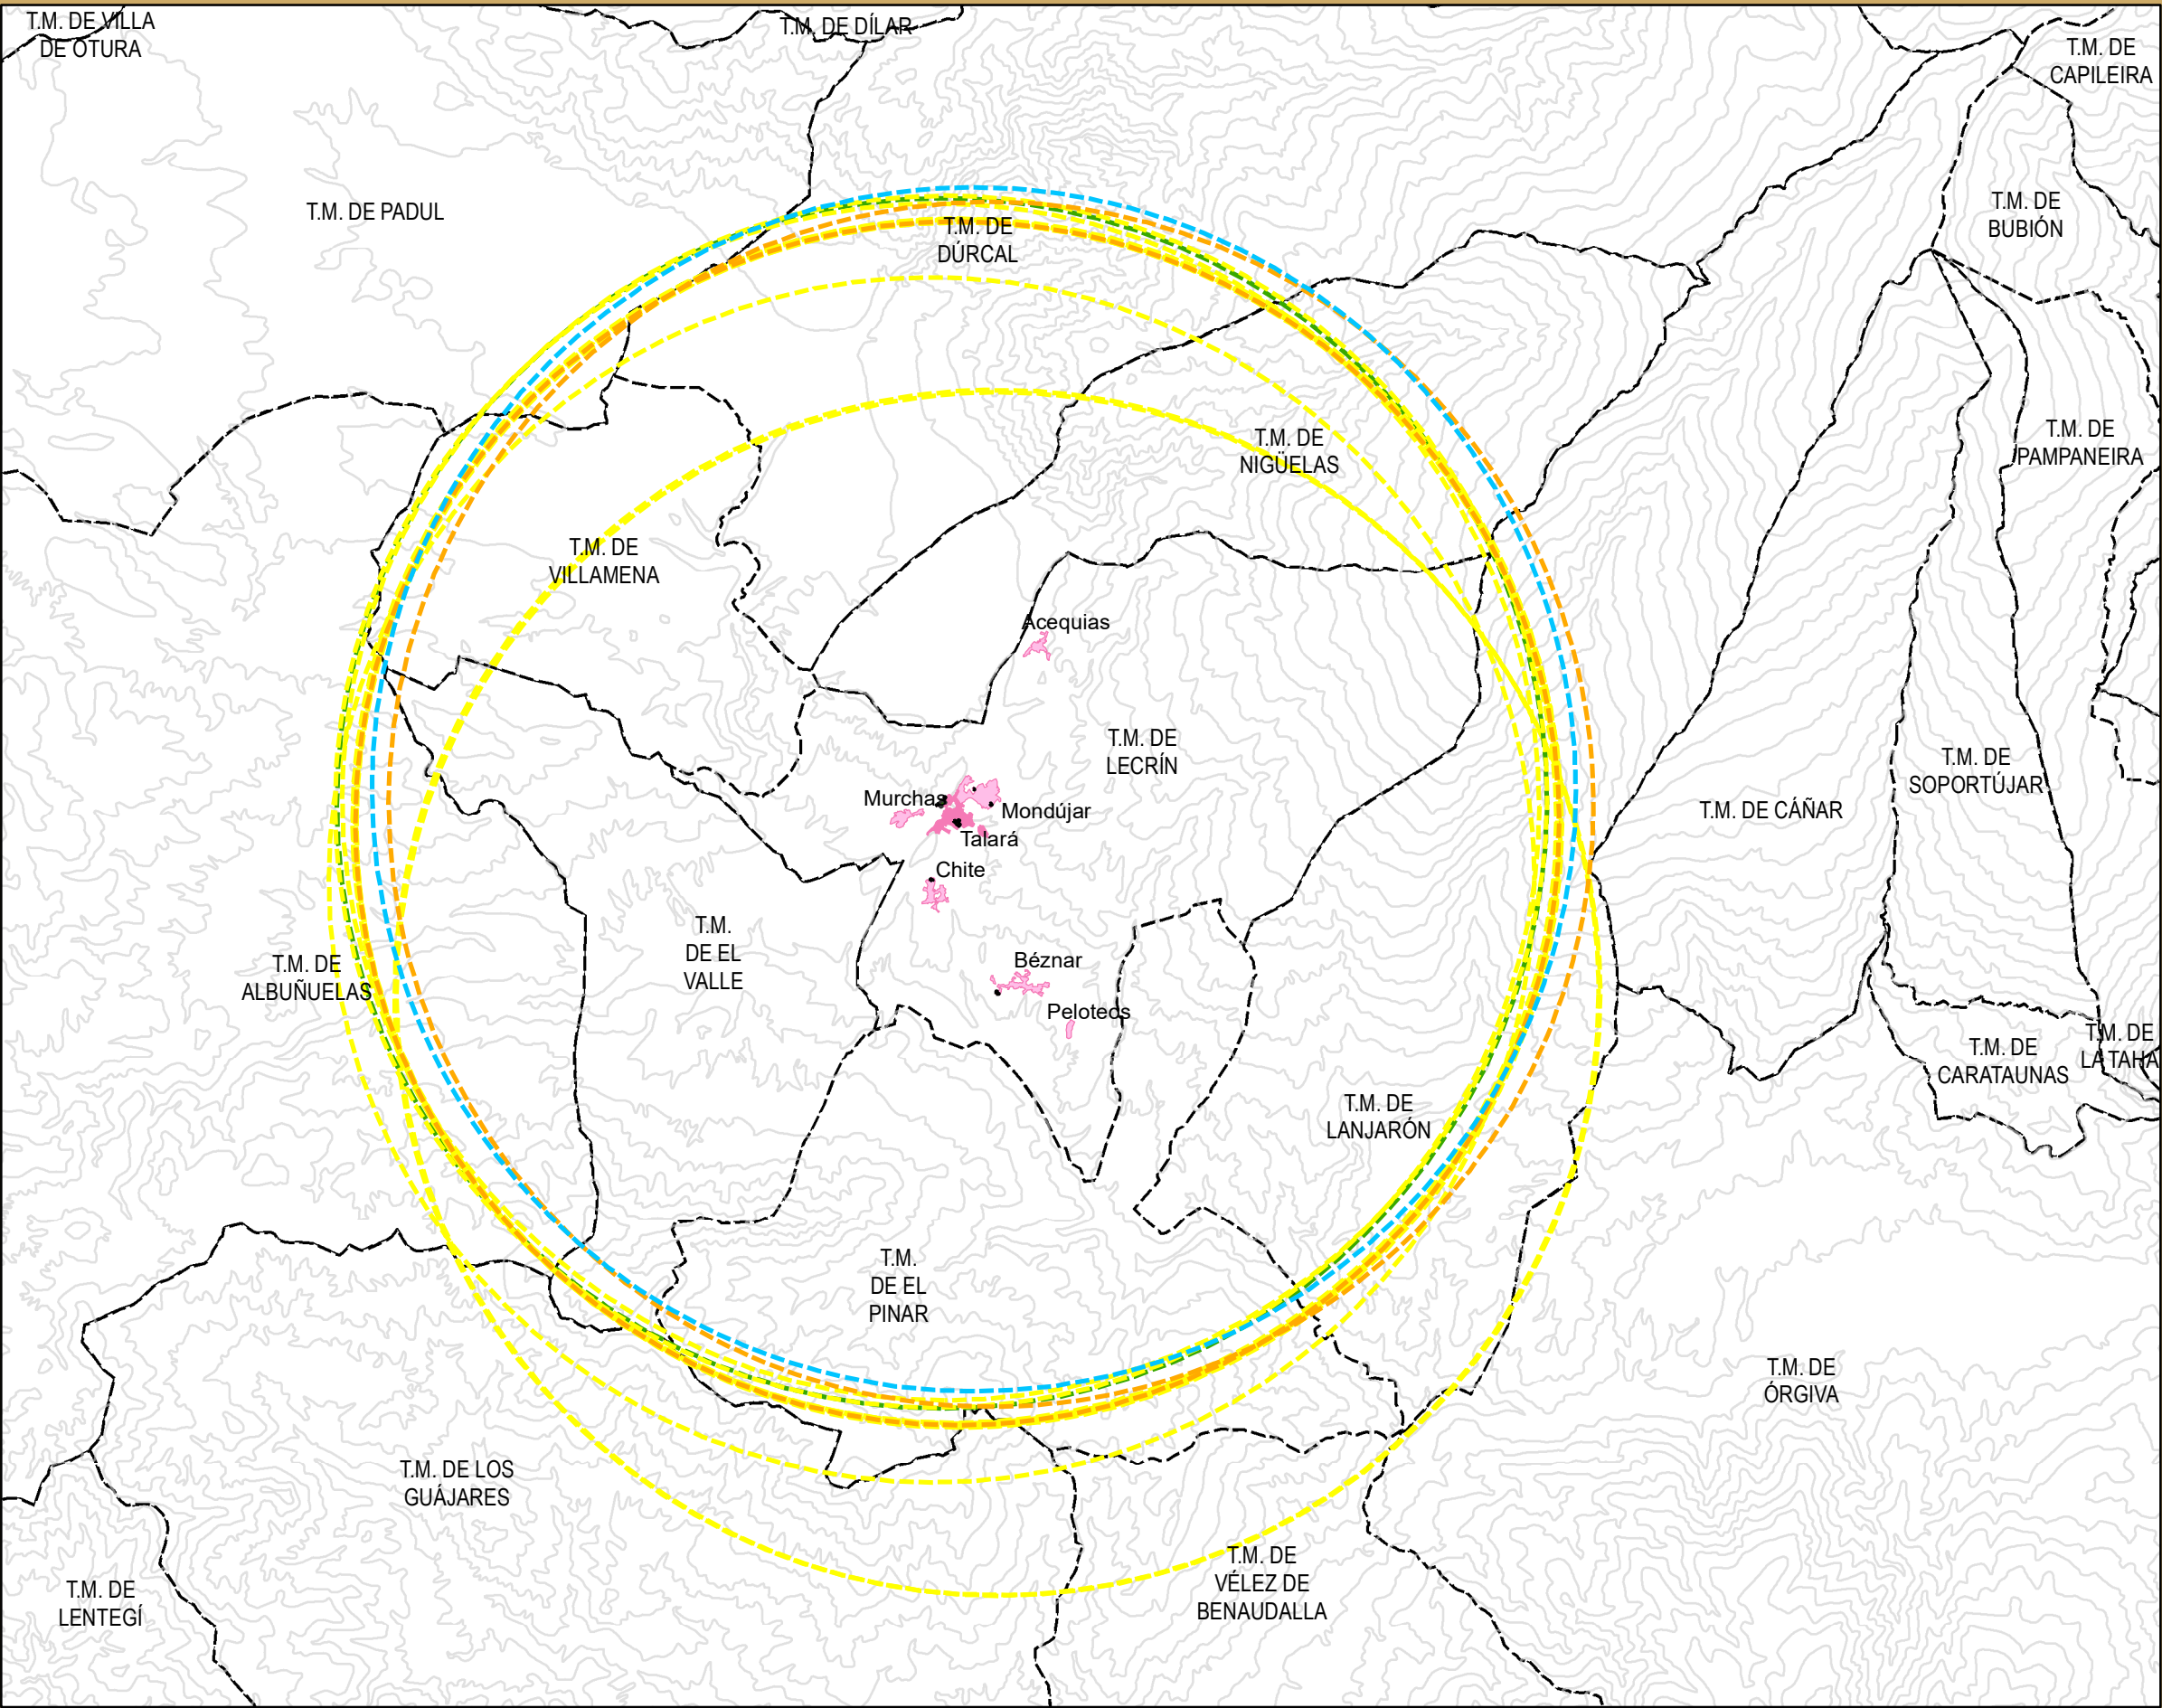 T.M. DE VILLA
DE OTURA
T.M. DE DÍLAR
T.M. DE
CAPILEIRA
T.M. DE PADUL
T.M. DE
DÚRCAL
T.M. DE
BUBIÓN
T.M. DE
NIGÜELAS
T.M. DE
PAMPANEIRA
T.M. DE
VILLAMENA
Acequias
T.M. DE
LECRÍN
T.M. DE
SOPORTÚJAR
Murchas
Mondújar
T.M. DE CÁÑAR
Talará
Chite
T.M.
DE EL
VALLE
T.M. DE
ALBUÑUELAS
Béznar
Peloteos
T.M. DE
LA TAHA
T.M. DE
CARATAUNAS
T.M. DE
LANJARÓN
T.M.
DE EL
PINAR
T.M. DE
ÓRGIVA
T.M. DE LOS
GUÁJARES
T.M. DE
VÉLEZ DE
BENAUDALLA
T.M. DE
LENTEGÍ